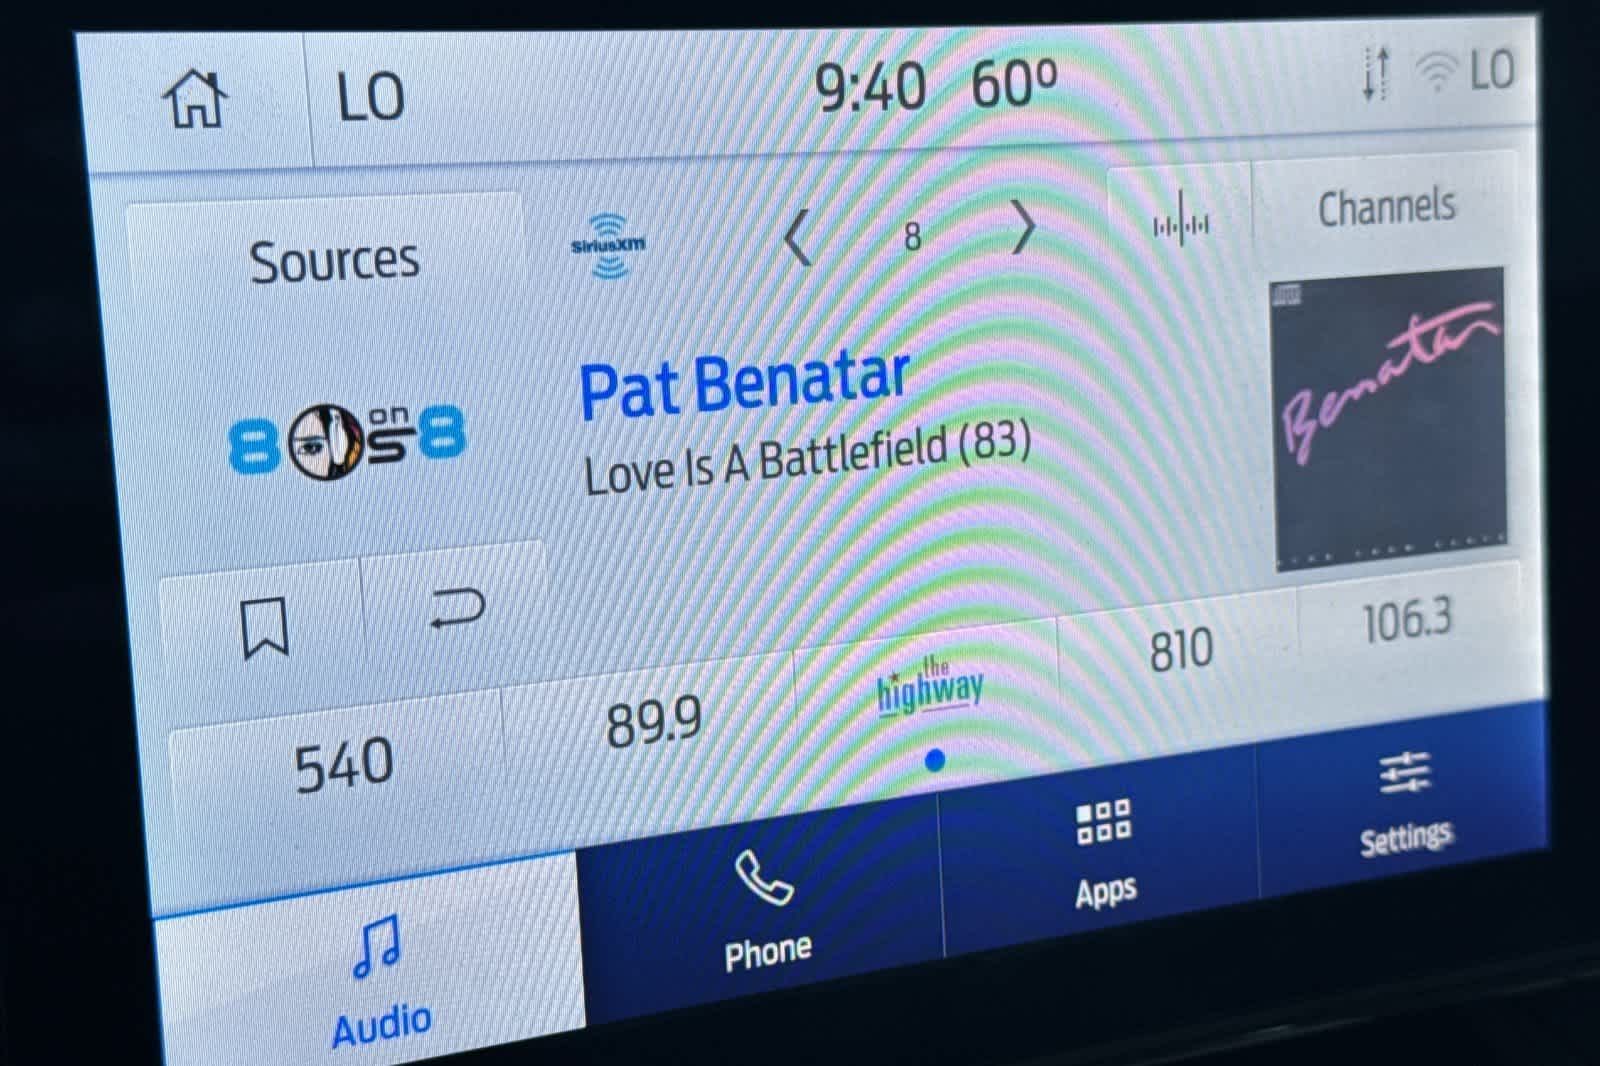 LO
9:40 60°
LO
Sources
SiriusXM
8
Channels
80s on 8
Pat Benatar
Love Is A Battlefield (83)
Benatar
540
89.9
the highway
810
106.3
Audio
Phone
Apps
Settings